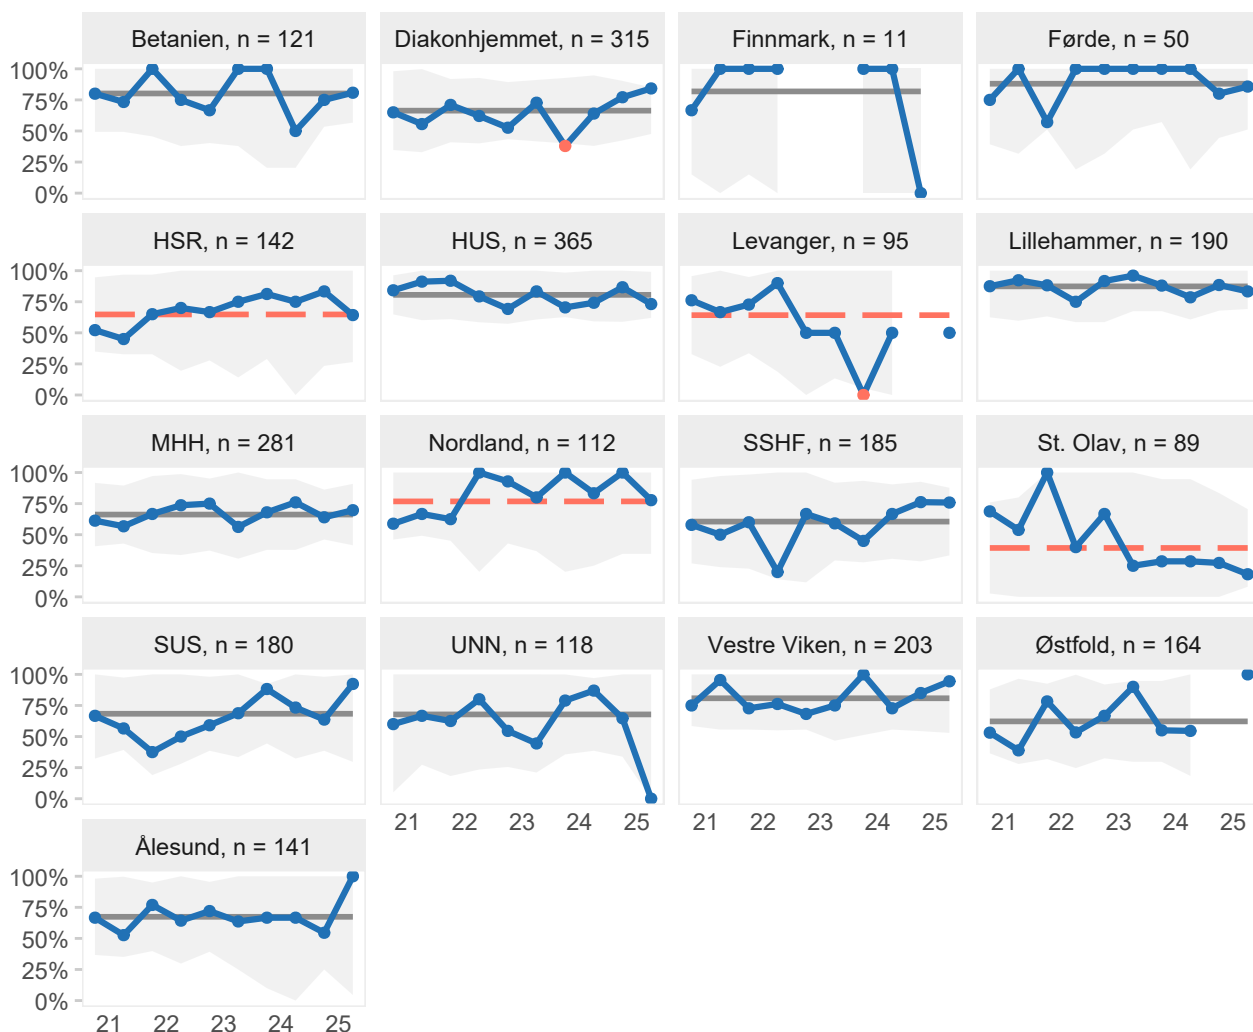 Betanien, n = 121
Diakonhjemmet, n = 315
Finnmark, n = 11
Førde, n = 50
100%
75%
50%
25%
0%
HSR, n = 142
HUS, n = 365
Levanger, n = 95
Lillehammer, n = 190
100%
75%
50%
25%
0%
MHH, n = 281
Nordland, n = 112
SSHF, n = 185
St. Olav, n = 89
100%
75%
50%
25%
0%
SUS, n = 180
UNN, n = 118
Vestre Viken, n = 203
Østfold, n = 164
100%
75%
50%
25%
0%
21 22 23 24 25
21 22 23 24 25
21 22 23 24 25
Ålesund, n = 141
100%
75%
50%
25%
0%
21 22 23 24 25